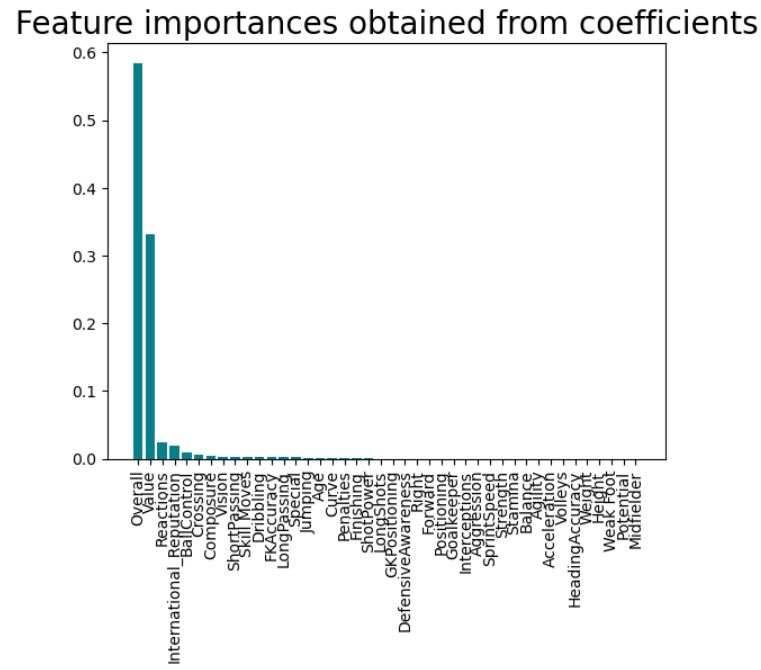 Feature importances obtained from coefficients
0.6
0.5
0.4
0.3
0.2
0.1
0.0
Overall
Value
Reactions
International_Reputation
BallControl
Crossing
Composure
Vision
ShortPassing
Skill Moves
Dribbling
FKAccuracy
LongPassing
Special
Jumping
Age
Curve
Penalties
Finishing
ShotPower
LongShots
GKPositioning
DefensiveAwareness
Right
Forward
Positioning
Goalkeeper
Interceptions
Aggression
SprintSpeed
Strength
Stamina
Balance
Agility
Acceleration
Volleys
HeadingAccuracy
Weight
Height
Weak Foot
Potential
Midfielder